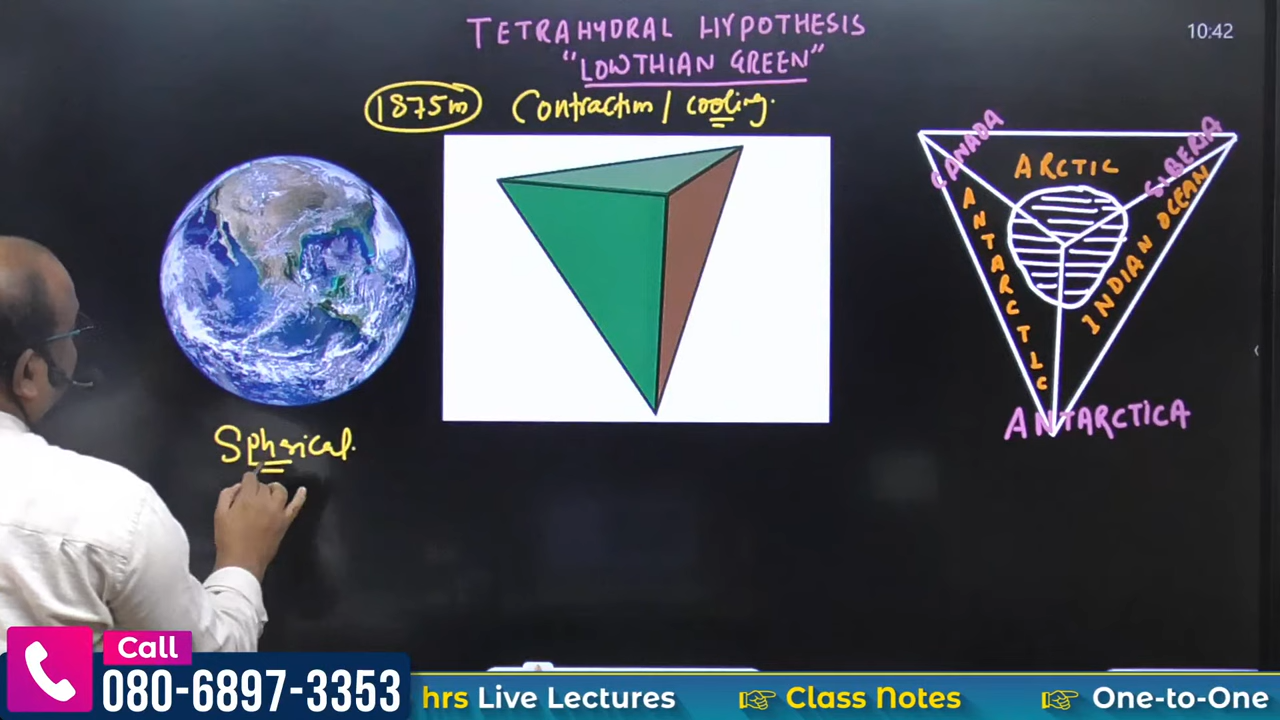 TETRAHYDRAL HYPOTHESIS
"LOWTHIAN GREEN"
10:42
1875m Contraction / cooling.
CANADA
SIBERIA
ARCTIC
ANTARCTIC
INDIAN OCEAN
ANTARCTICA
Spherical.
Call
080-6897-3353
hrs Live Lectures
Class Notes
One-to-One